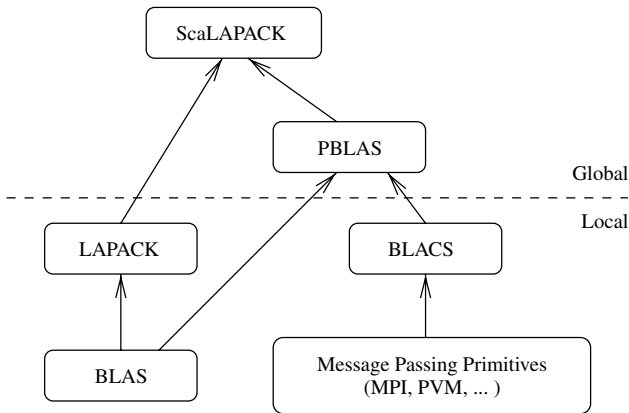 ScaLAPACK
PBLAS
Global
Local
LAPACK
BLACS
BLAS
Message Passing Primitives
(MPI, PVM, ... )